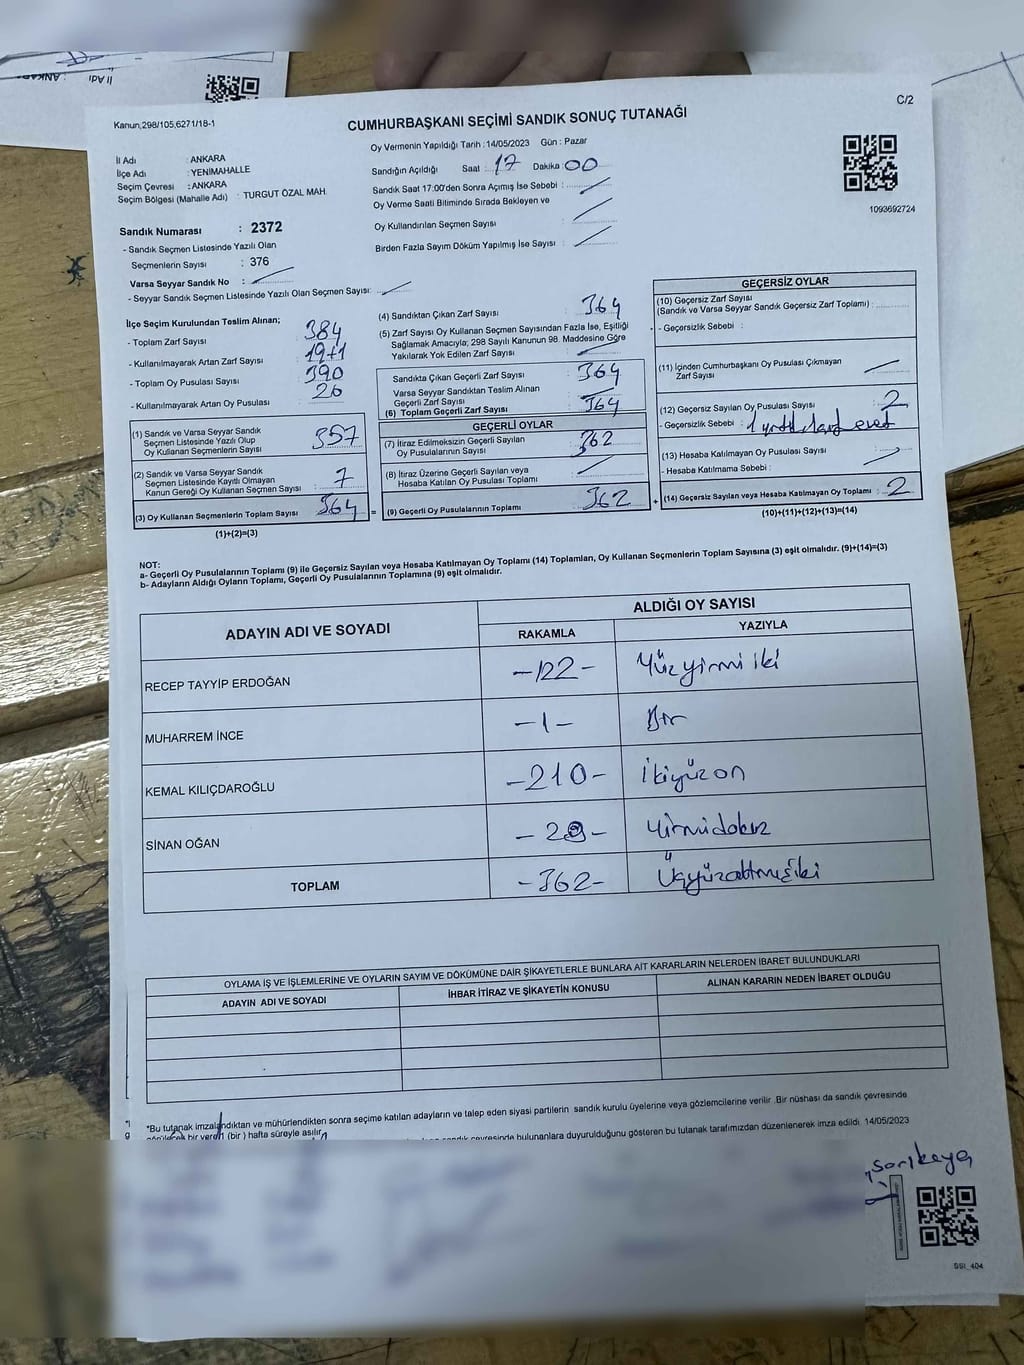 İl Adı : ANKARA
C/2
Kanun,298/105,6271/18-1
CUMHURBAŞKANI SEÇİMİ SANDIK SONUÇ TUTANAĞI
İl Adı : ANKARA
İlçe Adı : YENİMAHALLE
Seçim Çevresi : ANKARA
Seçim Bölgesi (Mahalle Adı) : TURGUT ÖZAL MAH.
Oy Vermenin Yapıldığı Tarih :14/05/2023 Gün : Pazar
Sandığın Açıldığı Saat : 17 Dakika : 00
Sandık Saat 17:00'den Sonra Açımış İse Sebebi :
Oy Verme Saati Bitiminde Sırada Bekleyen ve
Oy Kullandırılan Seçmen Sayısı :
Birden Fazla Sayım Döküm Yapılmış İse Sayısı :
1093692724
Sandık Numarası : 2372
- Sandık Seçmen Listesinde Yazılı Olan
Seçmenlerin Sayısı : 376
Varsa Seyyar Sandık No :
- Seyyar Sandık Seçmen Listesinde Yazılı Olan Seçmen Sayısı:
İlçe Seçim Kurulundan Teslim Alınan;
- Toplam Zarf Sayısı : 384
- Kullanılmayarak Artan Zarf Sayısı : 19+1
- Toplam Oy Pusulası Sayısı : 390
- Kullanılmayarak Artan Oy Pusulası : 26
(1) Sandık ve Varsa Seyyar Sandık
Seçmen Listesinde Yazılı Olup
Oy Kullanan Seçmenlerin Sayısı : 357
(2) Sandık ve Varsa Seyyar Sandık
Seçmen Listesinde Kayıtlı Olmayan
Kanun Gereği Oy Kullanan Seçmen Sayısı : 7
(3) Oy Kullanan Seçmenlerin Toplam Sayısı : 364
(1)+(2)=(3)
(4) Sandıktan Çıkan Zarf Sayısı : 364
(5) Zarf Sayısı Oy Kullanan Seçmen Sayısından Fazla İse, Eşitliği
Sağlamak Amacıyla; 298 Sayılı Kanunun 98. Maddesine Göre
Yakılarak Yok Edilen Zarf Sayısı :
Sandıkta Çıkan Geçerli Zarf Sayısı : 364
Varsa Seyyar Sandıktan Teslim Alınan
Geçerli Zarf Sayısı
(6) Toplam Geçerli Zarf Sayısı : 364
GEÇERLİ OYLAR
(7) İtiraz Edilmeksizin Geçerli Sayılan
Oy Pusulalarının Sayısı : 362
(8) İtiraz Üzerine Geçerli Sayılan veya
Hesaba Katılan Oy Pusulası Toplamı :
= (9) Geçerli Oy Pusulalarının Toplamı : 362 +
GEÇERSİZ OYLAR
(10) Geçersiz Zarf Sayısı
(Sandık ve Varsa Seyyar Sandık Geçersiz Zarf Toplamı) :
- Geçersizlik Sebebi :
(11) İçinden Cumhurbaşkanı Oy Pusulası Çıkmayan
Zarf Sayısı :
(12) Geçersiz Sayılan Oy Pusulası Sayısı : 2
- Geçersizlik Sebebi :
(13) Hesaba Katılmayan Oy Pusulası Sayısı :
- Hesaba Katılmama Sebebi :
(14) Geçersiz Sayılan veya Hesaba Katılmayan Oy Toplamı : 2
(10)+(11)+(12)+(13)=(14)
NOT:
a- Geçerli Oy Pusulalarının Toplamı (9) ile Geçersiz Sayılan veya Hesaba Katılmayan Oy Toplamı (14) Toplamları, Oy Kullanan Seçmenlerin Toplam Sayısına (3) eşit olmalıdır. (9)+(14)=(3)
b- Adayların Aldığı Oyların Toplamı, Geçerli Oy Pusulalarının Toplamına (9) eşit olmalıdır.
ADAYIN ADI VE SOYADI
ALDIĞI OY SAYISI
RAKAMLA YAZIYLA
RECEP TAYYİP ERDOĞAN -122- Yüzyirmi iki
MUHARREM İNCE -1- Bir
KEMAL KILIÇDAROĞLU -210- İkiyüz on
SİNAN OĞAN -29- Yirmidokuz
TOPLAM -362- Üçyüzaltmışiki
OYLAMA İŞ VE İŞLEMLERİNE VE OYLARIN SAYIM VE DÖKÜMÜNE DAİR ŞİKAYETLERLE BUNLARA AİT KARARLARIN NELERDEN İBARET BULUNDUKLARI
ADAYIN ADI VE SOYADI İHBAR İTİRAZ VE ŞİKAYETİN KONUSU ALINAN KARARIN NEDEN İBARET OLDUĞU
*Bu tutanak imzalandıktan ve mühürlendikten sonra seçime katılan adayların ve talep eden siyasi partilerin sandık kurulu üyelerine veya gözlemcilerine verilir .Bir nüshası da sandık çevresinde
bir yere (bir ) hafta süreyle asılır.
sandık çevresinde bulunanlara duyurulduğunu gösteren bu tutanak tarafımızdan düzenlenerek imza edildi. 14/05/2023
Sarıkaya
SSI_404